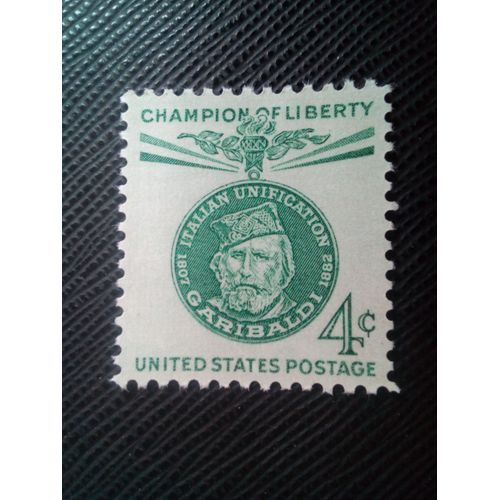 CHAMPION OF LIBERTY
1807 ITALIAN UNIFICATION 1882
GARIBALDI
4¢
UNITED STATES POSTAGE